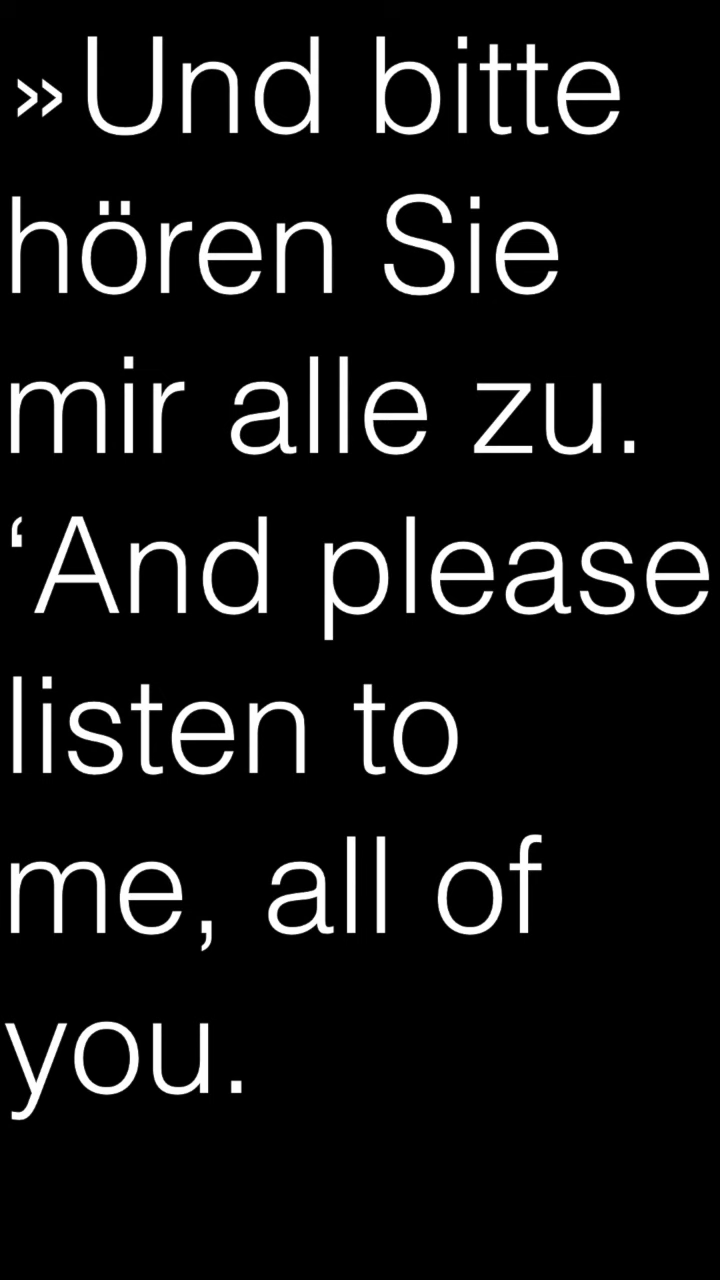 »Und bitte
hören Sie
mir alle zu.
‘And please
listen to
me, all of
you.